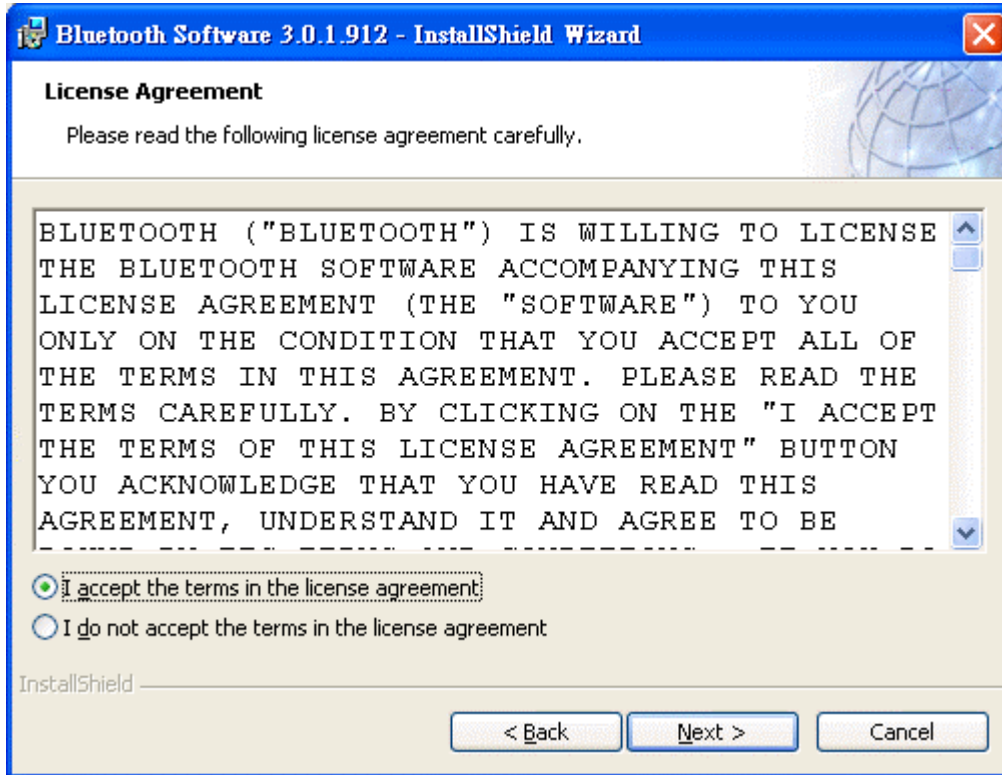 Bluetooth Software 3.0.1.912 - InstallShield Wizard
License Agreement
Please read the following license agreement carefully.
BLUETOOTH ("BLUETOOTH") IS WILLING TO LICENSE
THE BLUETOOTH SOFTWARE ACCOMPANYING THIS
LICENSE AGREEMENT (THE "SOFTWARE") TO YOU
ONLY ON THE CONDITION THAT YOU ACCEPT ALL OF
THE TERMS IN THIS AGREEMENT. PLEASE READ THE
TERMS CAREFULLY. BY CLICKING ON THE "I ACCEPT
THE TERMS OF THIS LICENSE AGREEMENT" BUTTON
YOU ACKNOWLEDGE THAT YOU HAVE READ THIS
AGREEMENT, UNDERSTAND IT AND AGREE TO BE
I accept the terms in the license agreement
I do not accept the terms in the license agreement
InstallShield
< Back
Next >
Cancel